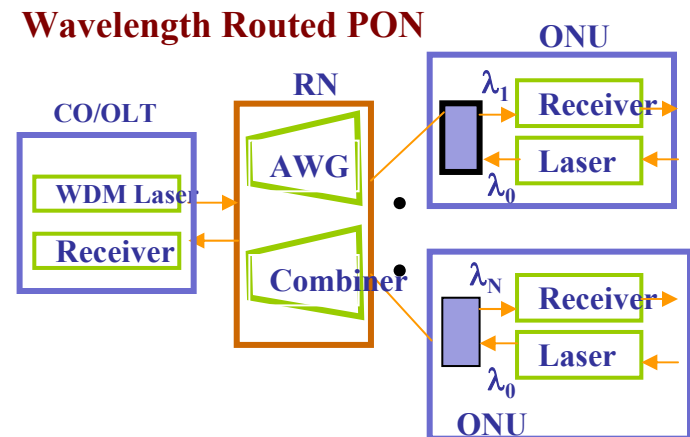 Wavelength Routed PON
ONU
RN
CO/OLT
λ1
Receiver
AWG
Laser
WDM Laser
λ0
Receiver
Combiner
λN
Receiver
Laser
λ0
ONU